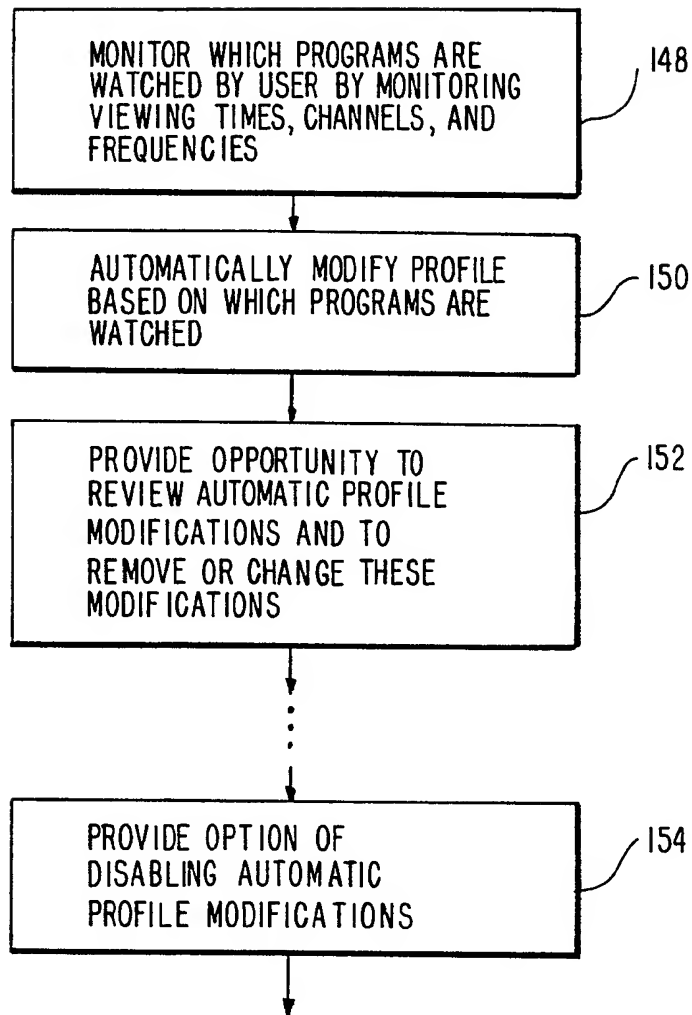 MONITOR WHICH PROGRAMS ARE
WATCHED BY USER BY MONITORING
VIEWING TIMES, CHANNELS, AND
FREQUENCIES
148
AUTOMATICALLY MODIFY PROFILE
BASED ON WHICH PROGRAMS ARE
WATCHED
150
PROVIDE OPPORTUNITY TO
REVIEW AUTOMATIC PROFILE
MODIFICATIONS AND TO
REMOVE OR CHANGE THESE
MODIFICATIONS
152
PROVIDE OPTION OF
DISABLING AUTOMATIC
PROFILE MODIFICATIONS
154